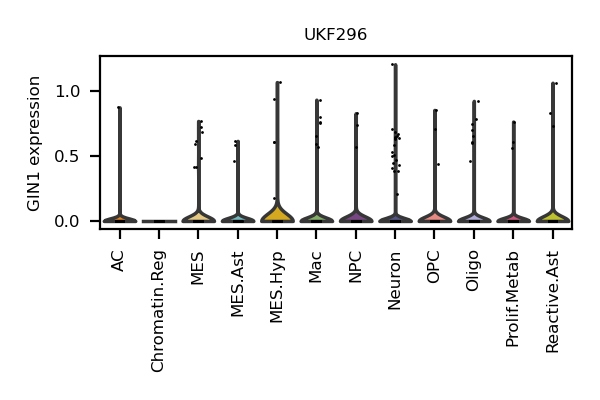 UKF296
GIN1 expression
1.0
0.5
0.0
AC
Chromatin.Reg
MES
MES.Ast
MES.Hyp
Mac
NPC
Neuron
OPC
Oligo
Prolif.Metab
Reactive.Ast